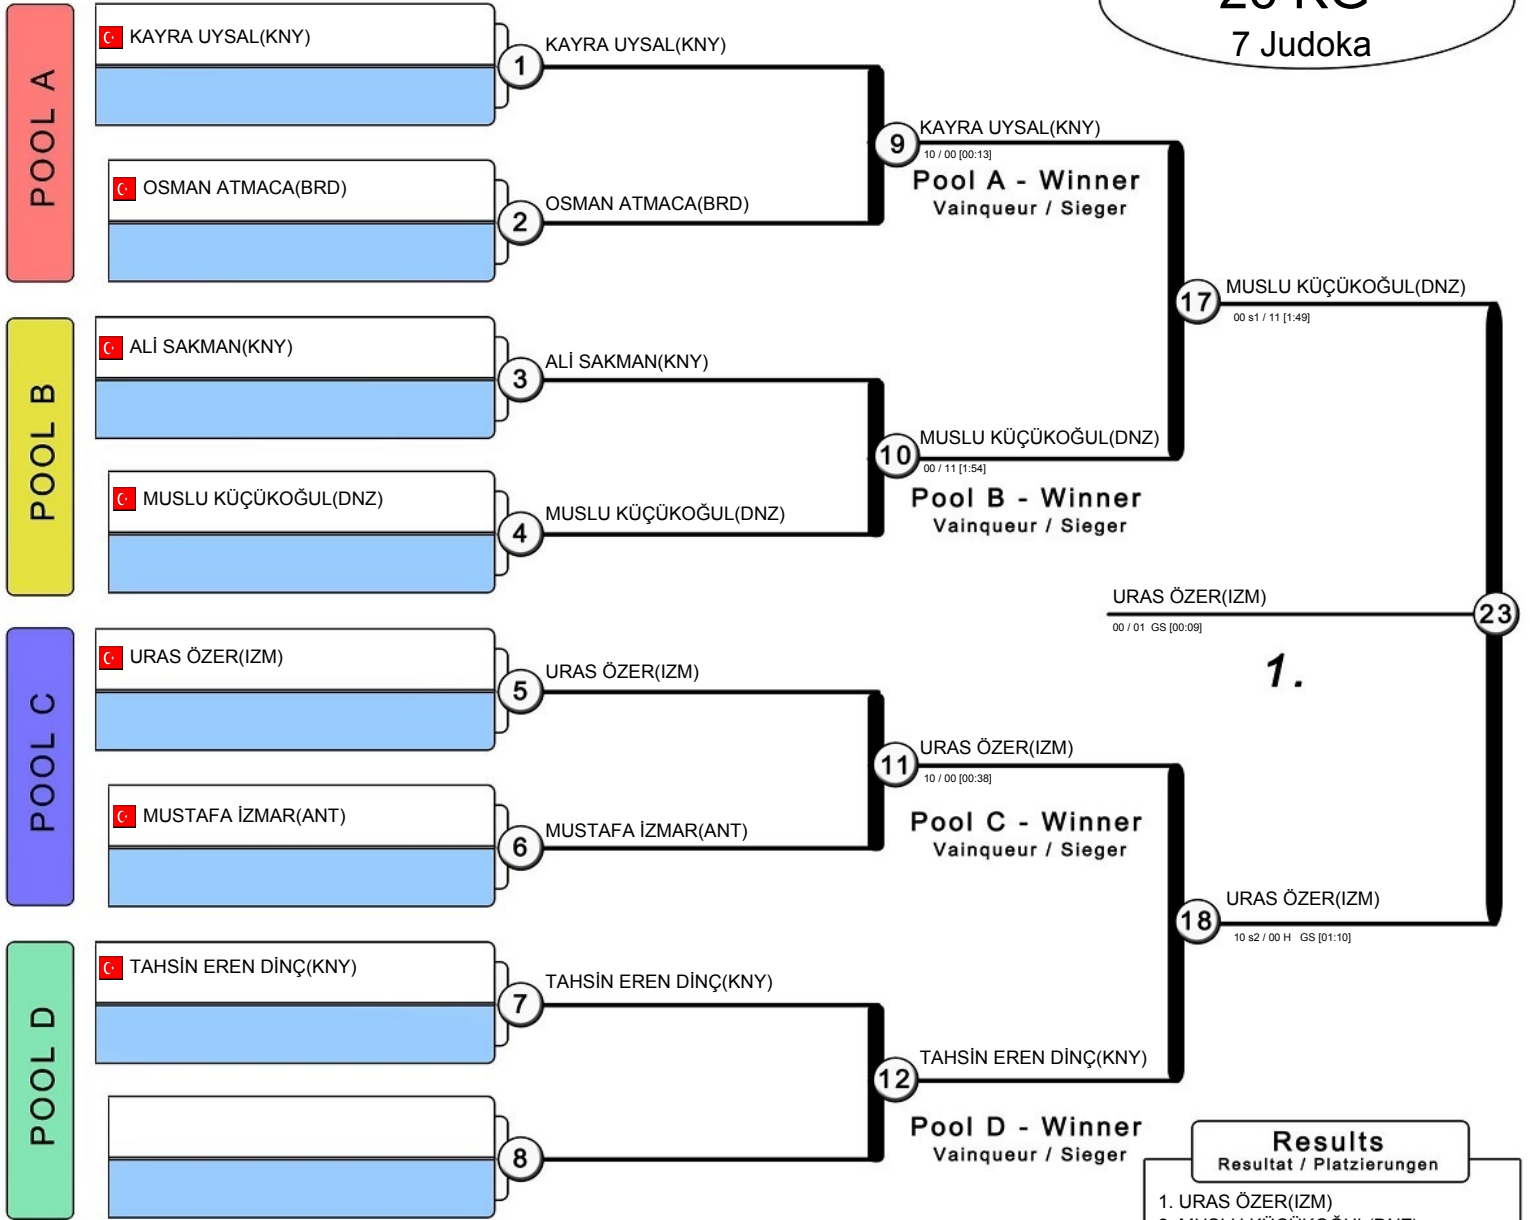 KG
7 Judoka
POOL A
KAYRA UYSAL(KNY)
1
KAYRA UYSAL(KNY)
OSMAN ATMACA(BRD)
2
OSMAN ATMACA(BRD)
9
KAYRA UYSAL(KNY)
10 / 00 [00:13]
Pool A - Winner
Vainqueur / Sieger
POOL B
ALİ SAKMAN(KNY)
3
ALİ SAKMAN(KNY)
MUSLU KÜÇÜKOĞUL(DNZ)
4
MUSLU KÜÇÜKOĞUL(DNZ)
10
MUSLU KÜÇÜKOĞUL(DNZ)
00 / 11 [1:54]
Pool B - Winner
Vainqueur / Sieger
17
MUSLU KÜÇÜKOĞUL(DNZ)
00 s1 / 11 [1:49]
URAS ÖZER(IZM)
00 / 01 GS [00:09]
23
1.
POOL C
URAS ÖZER(IZM)
5
URAS ÖZER(IZM)
MUSTAFA İZMAR(ANT)
6
MUSTAFA İZMAR(ANT)
11
URAS ÖZER(IZM)
10 / 00 [00:38]
Pool C - Winner
Vainqueur / Sieger
18
URAS ÖZER(IZM)
10 s2 / 00 H GS [01:10]
POOL D
TAHSİN EREN DİNÇ(KNY)
7
TAHSİN EREN DİNÇ(KNY)
8
12
TAHSİN EREN DİNÇ(KNY)
Pool D - Winner
Vainqueur / Sieger
Results
Resultat / Platzierungen
1. URAS ÖZER(IZM)
2. MUSLU KÜÇÜKOĞUL(DNZ)